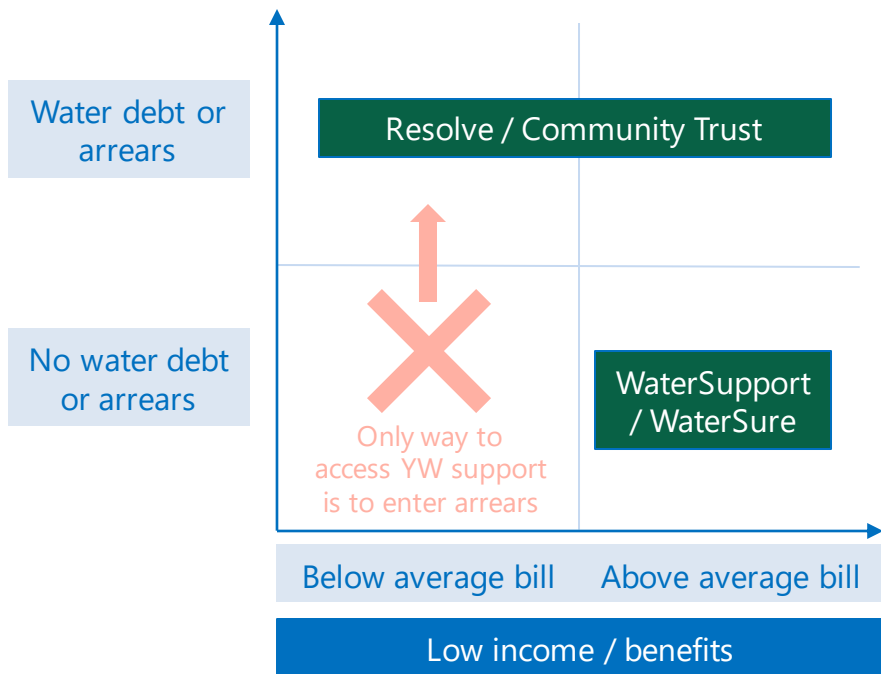 Water debt or
arrears
Resolve / Community Trust
No water debt
or arrears
WaterSupport
/ WaterSure
Only way to
access YW support
is to enter arrears
Below average bill
Above average bill
Low income / benefits